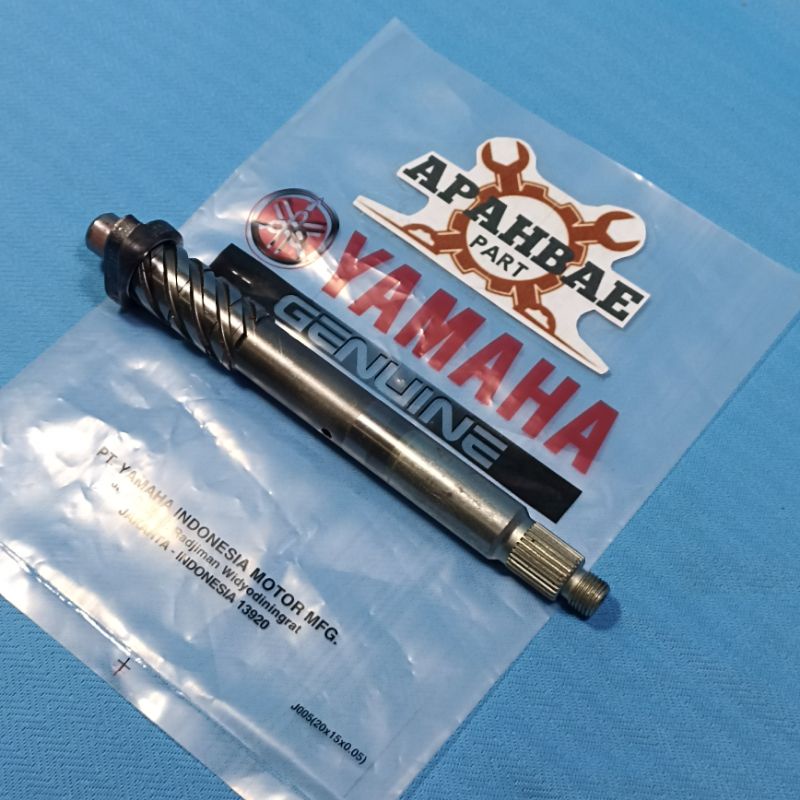 APAHBAE
PART
YAMAHA
GENUINE
PT. YAMAHA INDONESIA MOTOR MFG.
Radjiman Widyodiningrat
JAKARTA - INDONESIA 13920
J005(20x15x0.05)